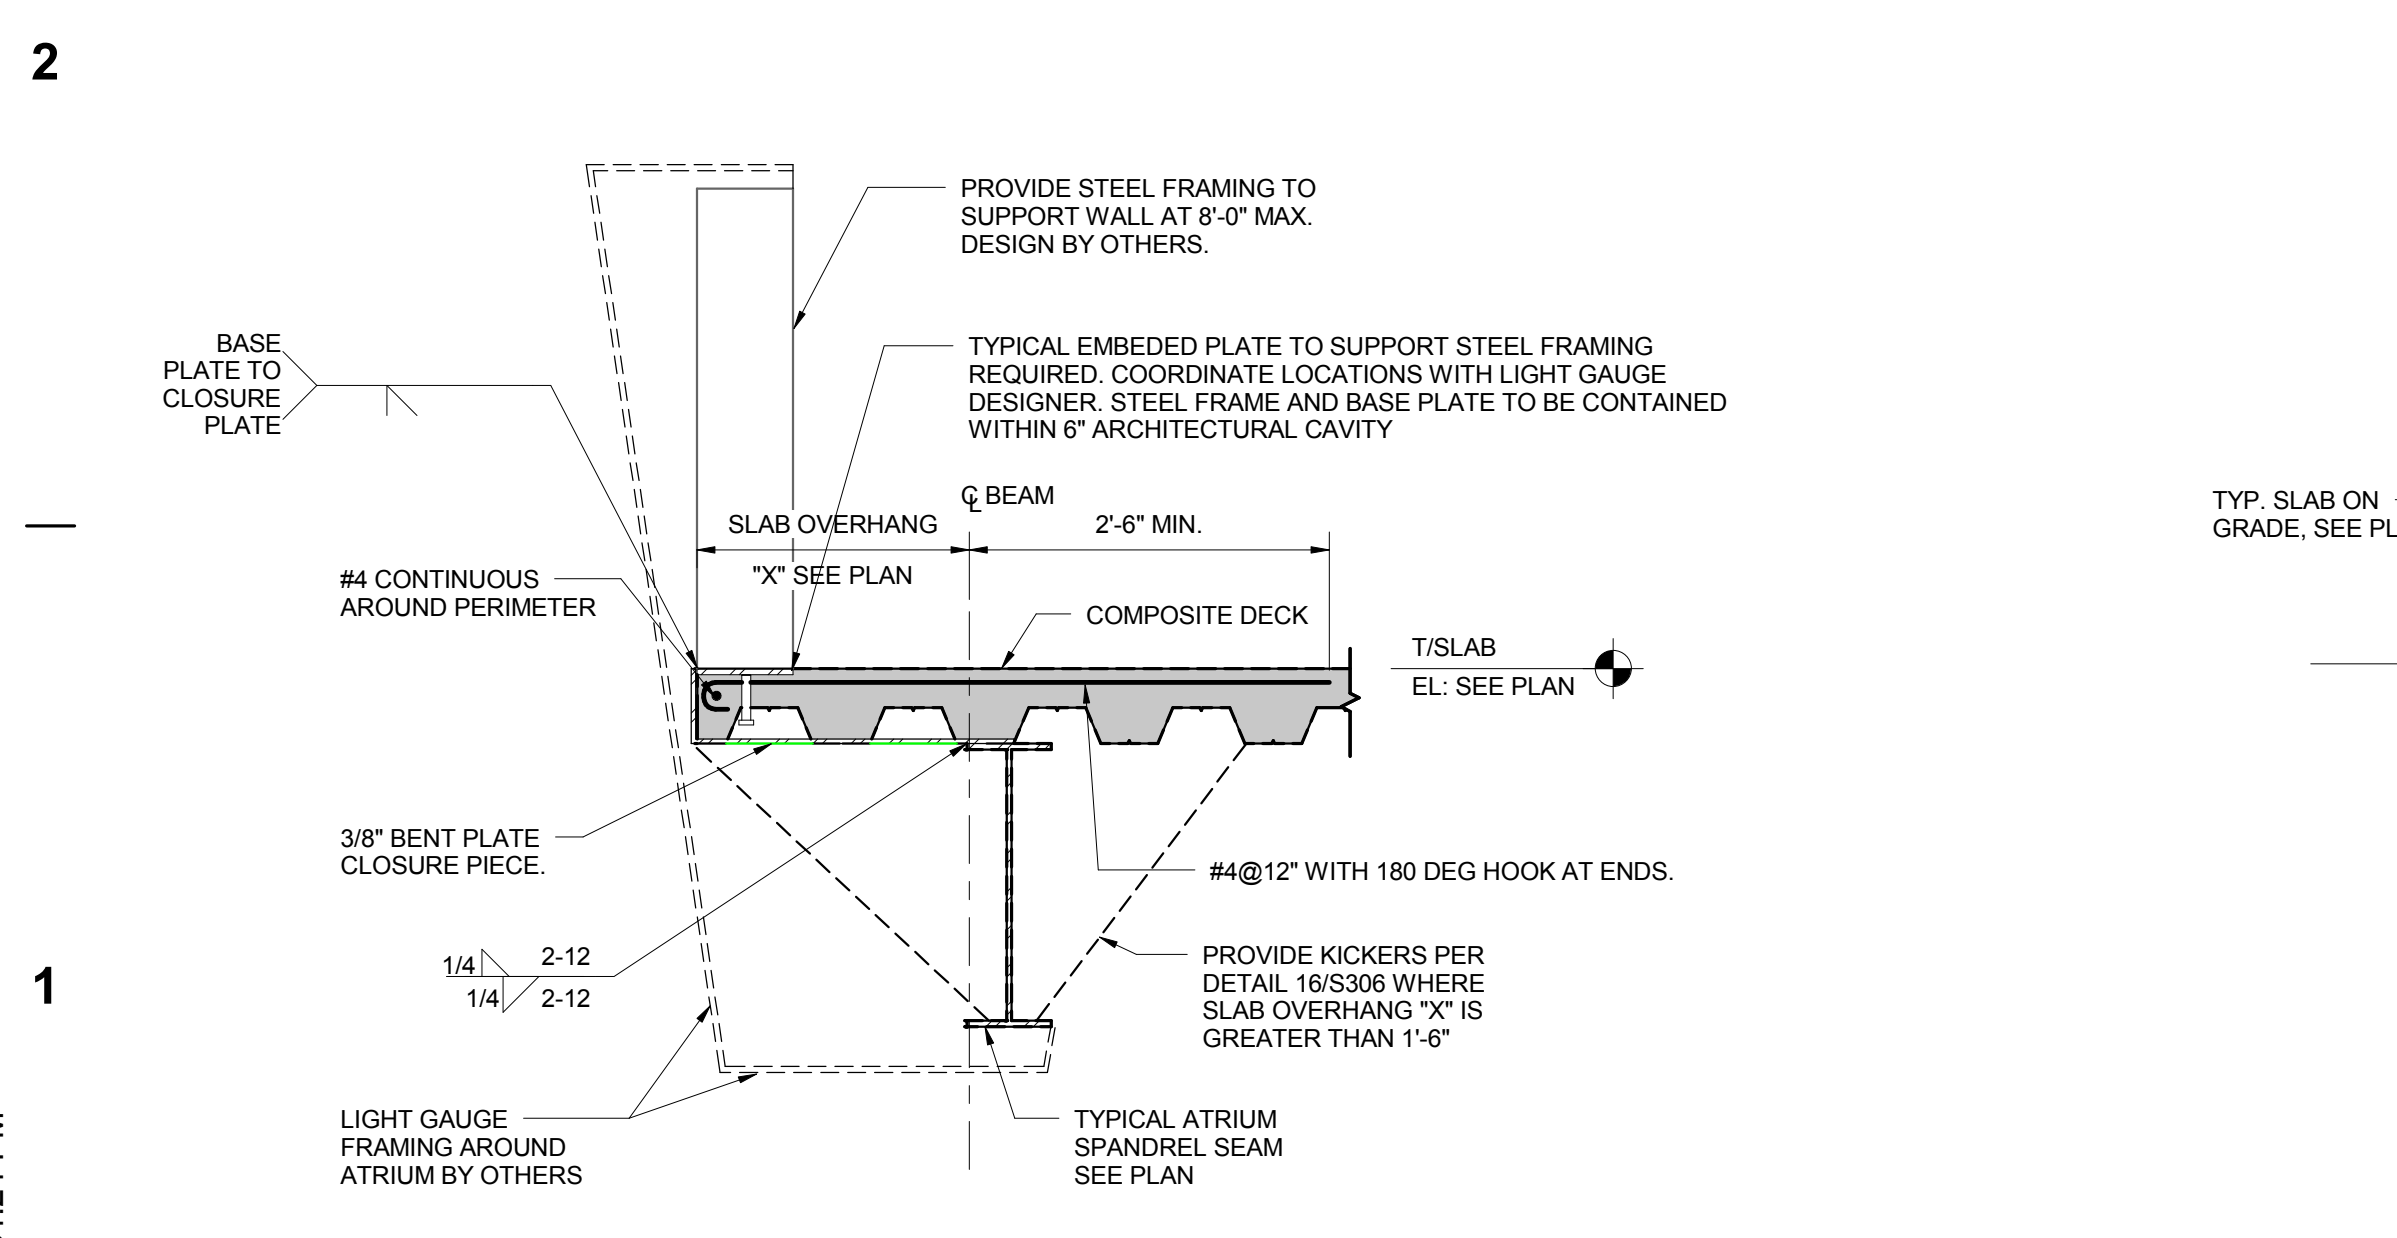 2
PROVIDE STEEL FRAMING TO
SUPPORT WALL AT 8'-0" MAX.
DESIGN BY OTHERS.
BASE
PLATE TO
CLOSURE
PLATE
TYPICAL EMBEDED PLATE TO SUPPORT STEEL FRAMING
REQUIRED. COORDINATE LOCATIONS WITH LIGHT GAUGE
DESIGNER. STEEL FRAME AND BASE PLATE TO BE CONTAINED
WITHIN 6" ARCHITECTURAL CAVITY
℄ BEAM
SLAB OVERHANG
2'-6" MIN.
"X" SEE PLAN
TYP. SLAB ON
GRADE, SEE PL
#4 CONTINUOUS
AROUND PERIMETER
COMPOSITE DECK
T/SLAB
EL: SEE PLAN
3/8" BENT PLATE
CLOSURE PIECE.
#4@12" WITH 180 DEG HOOK AT ENDS.
1/4 2-12
1/4 2-12
PROVIDE KICKERS PER
DETAIL 16/S306 WHERE
SLAB OVERHANG "X" IS
GREATER THAN 1'-6"
1
LIGHT GAUGE
FRAMING AROUND
ATRIUM BY OTHERS
TYPICAL ATRIUM
SPANDREL SEAM
SEE PLAN